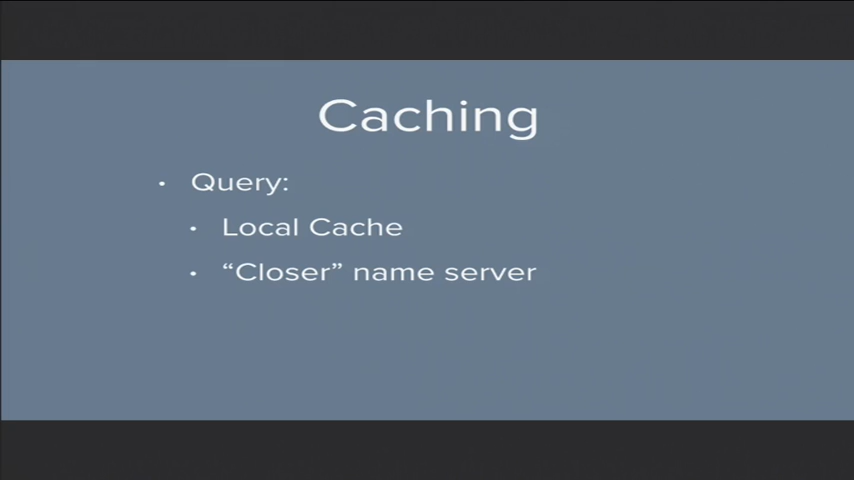 Caching
• Query:
• Local Cache
• “Closer” name server